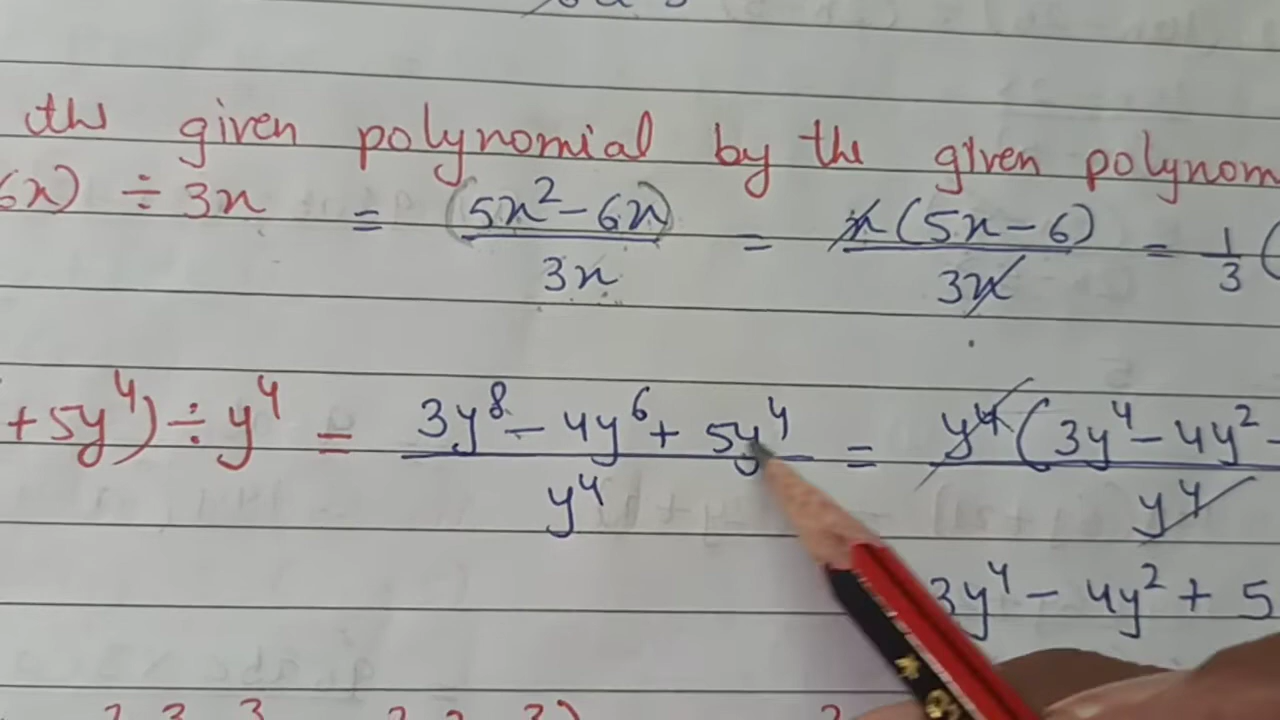 the given polynomial by the given polynom
6x) ÷ 3x = (5x² - 6x) / 3x = x(5x - 6) / 3x = 1/3 (
+ 5y⁴) ÷ y⁴ = 3y⁸ - 4y⁶ + 5y⁴ / y⁴ = y⁴(3y⁴ - 4y² - / y⁴
3y⁴ - 4y² + 5